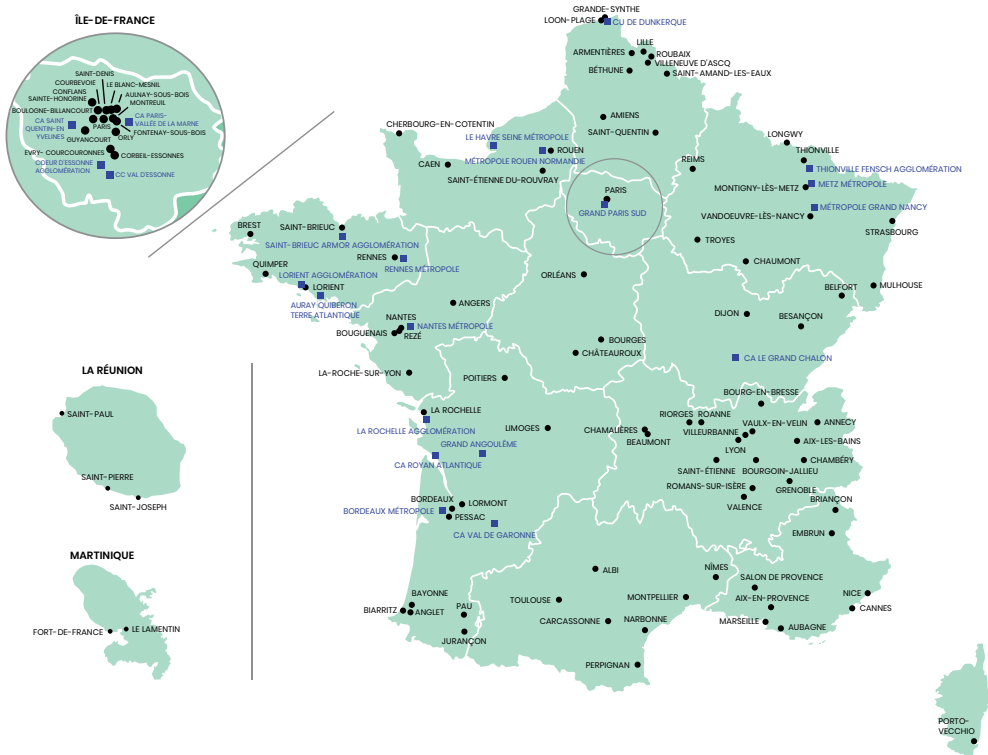 ÎLE-DE-FRANCE
SAINT-DENIS
COURBEVOIE
LE BLANC-MESNIL
CONFLANS
SAINTE-HONORINE
AULNAY-SOUS-BOIS
MONTREUIL
BOULOGNE-BILLANCOURT
CA PARIS-
VALLÉE DE LA MARNE
CA SAINT
QUENTIN-EN
YVELINES
PARIS
FONTENAY-SOUS-BOIS
GUYANCOURT
ORLY
EVRY- COURCOURONNES
CORBEIL-ESSONNES
COEUR D'ESSONNE
AGGLOMÉRATION
CC VAL D'ESSONNE
GRANDE-SYNTHE
LOON-PLAGE
CU DE DUNKERQUE
LILLE
ARMENTIÈRES
ROUBAIX
VILLENEUVE D'ASCQ
BÉTHUNE
SAINT-AMAND-LES-EAUX
AMIENS
CHERBOURG-EN-COTENTIN
SAINT-QUENTIN
LE HAVRE SEINE MÉTROPOLE
ROUEN
CAEN
MÉTROPOLE ROUEN NORMANDIE
SAINT-ÉTIENNE DU-ROUVRAY
LONGWY
THIONVILLE
REIMS
THIONVILLE FENSCH AGGLOMÉRATION
MONTIGNY-LÈS-METZ
METZ MÉTROPOLE
PARIS
GRAND PARIS SUD
MÉTROPOLE GRAND NANCY
VANDOEUVRE-LÈS-NANCY
STRASBOURG
TROYES
CHAUMONT
BREST
SAINT-BRIEUC
SAINT-BRIEUC ARMOR AGGLOMÉRATION
RENNES
RENNES MÉTROPOLE
QUIMPER
LORIENT AGGLOMÉRATION
LORIENT
AURAY QUIBERON
TERRE ATLANTIQUE
ORLÉANS
ANGERS
BELFORT
MULHOUSE
DIJON
BESANÇON
NANTES
NANTES MÉTROPOLE
BOUGUENAIS
REZÉ
BOURGES
CHÂTEAUROUX
CA LE GRAND CHALON
LA-ROCHE-SUR-YON
POITIERS
BOURG-EN-BRESSE
LA RÉUNION
SAINT-PAUL
SAINT-PIERRE
SAINT-JOSEPH
LA ROCHELLE
LA ROCHELLE AGGLOMÉRATION
LIMOGES
GRAND ANGOULÊME
CA ROYAN ATLANTIQUE
RIORGES ROANNE
CHAMALIÈRES
BEAUMONT
VILLEURBANNE
VAULX-EN-VELIN
ANNECY
LYON
AIX-LES-BAINS
CHAMBÉRY
SAINT-ÉTIENNE
BOURGOIN-JALLIEU
ROMANS-SUR-ISÈRE
GRENOBLE
VALENCE
BRIANÇON
EMBRUN
BORDEAUX
LORMONT
BORDEAUX MÉTROPOLE
PESSAC
CA VAL DE GARONNE
MARTINIQUE
FORT-DE-FRANCE
LE LAMENTIN
ALBI
NÎMES
SALON DE PROVENCE
BAYONNE
BIARRITZ
ANGLET
PAU
JURANÇON
TOULOUSE
MONTPELLIER
AIX-EN-PROVENCE
NICE
CANNES
CARCASSONNE
NARBONNE
MARSEILLE
AUBAGNE
PERPIGNAN
PORTO-
VECCHIO